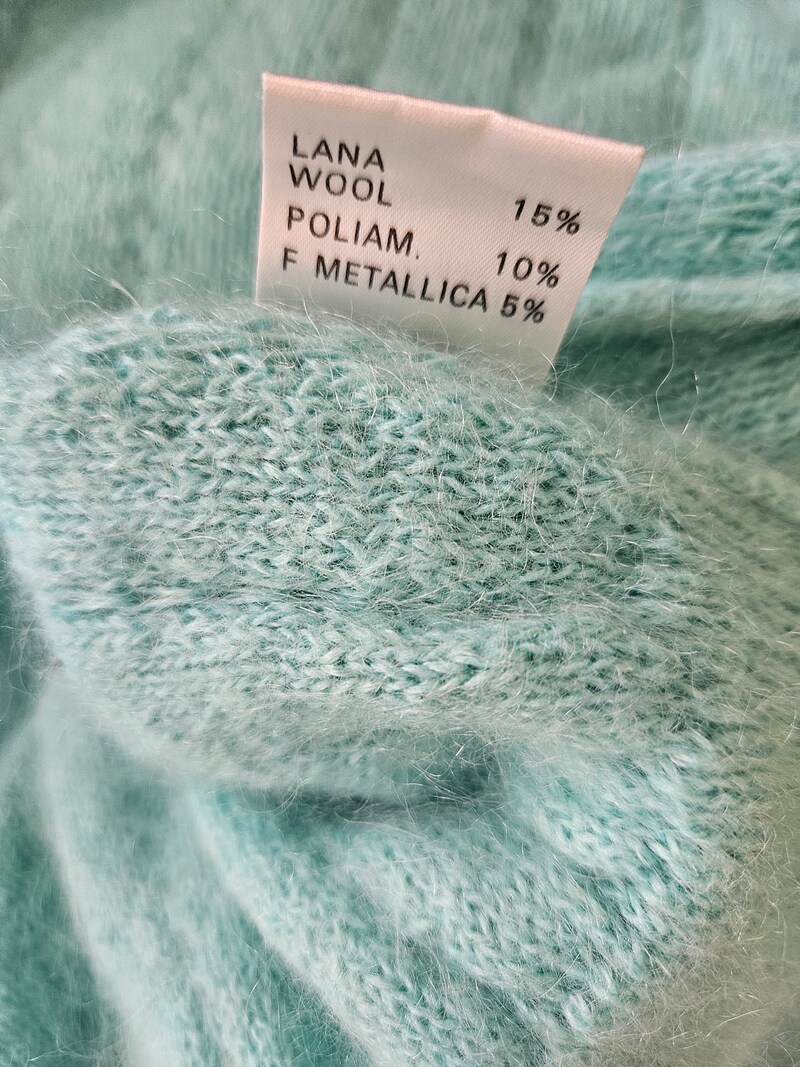 LANA
WOOL 15%
POLIAM. 10%
F METALLICA 5%